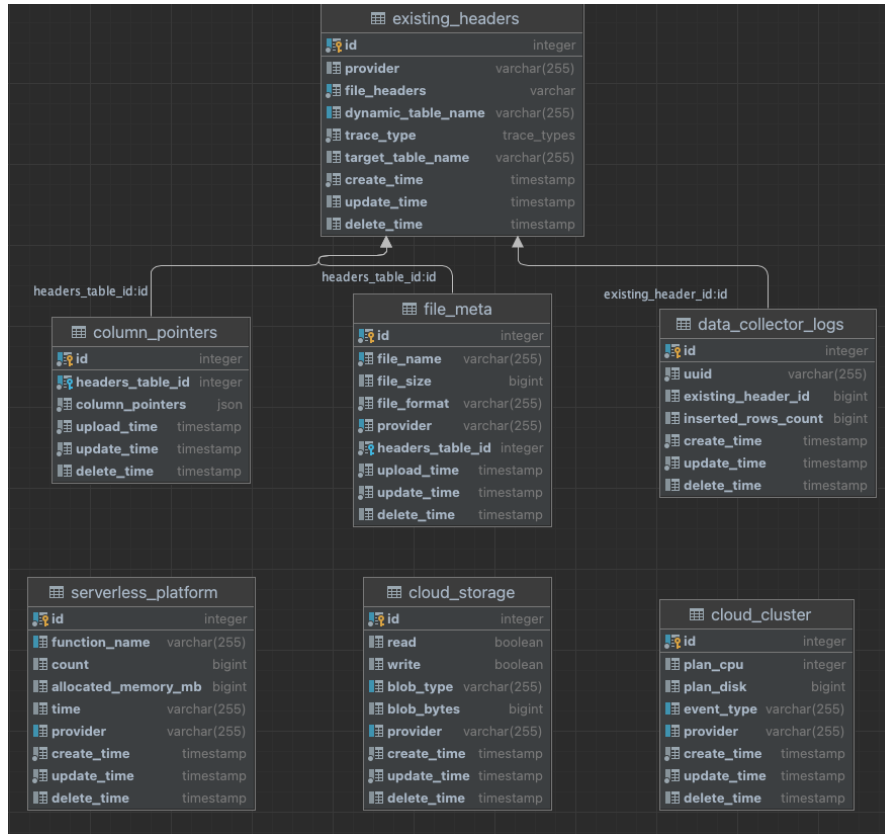 existing_headers
id integer
provider varchar(255)
file_headers varchar
dynamic_table_name varchar(255)
trace_type trace_types
target_table_name varchar(255)
create_time timestamp
update_time timestamp
delete_time timestamp
headers_table_id:id
headers_table_id:id
existing_header_id:id
column_pointers
id integer
headers_table_id integer
column_pointers json
upload_time timestamp
update_time timestamp
delete_time timestamp
file_meta
id integer
file_name varchar(255)
file_size bigint
file_format varchar(255)
provider varchar(255)
headers_table_id integer
upload_time timestamp
update_time timestamp
delete_time timestamp
data_collector_logs
id integer
uuid varchar(255)
existing_header_id bigint
inserted_rows_count bigint
create_time timestamp
update_time timestamp
delete_time timestamp
serverless_platform
id integer
function_name varchar(255)
count bigint
allocated_memory_mb bigint
time varchar(255)
provider varchar(255)
create_time timestamp
update_time timestamp
delete_time timestamp
cloud_storage
id integer
read boolean
write boolean
blob_type varchar(255)
blob_bytes bigint
provider varchar(255)
create_time timestamp
update_time timestamp
delete_time timestamp
cloud_cluster
id integer
plan_cpu integer
plan_disk bigint
event_type varchar(255)
provider varchar(255)
create_time timestamp
update_time timestamp
delete_time timestamp